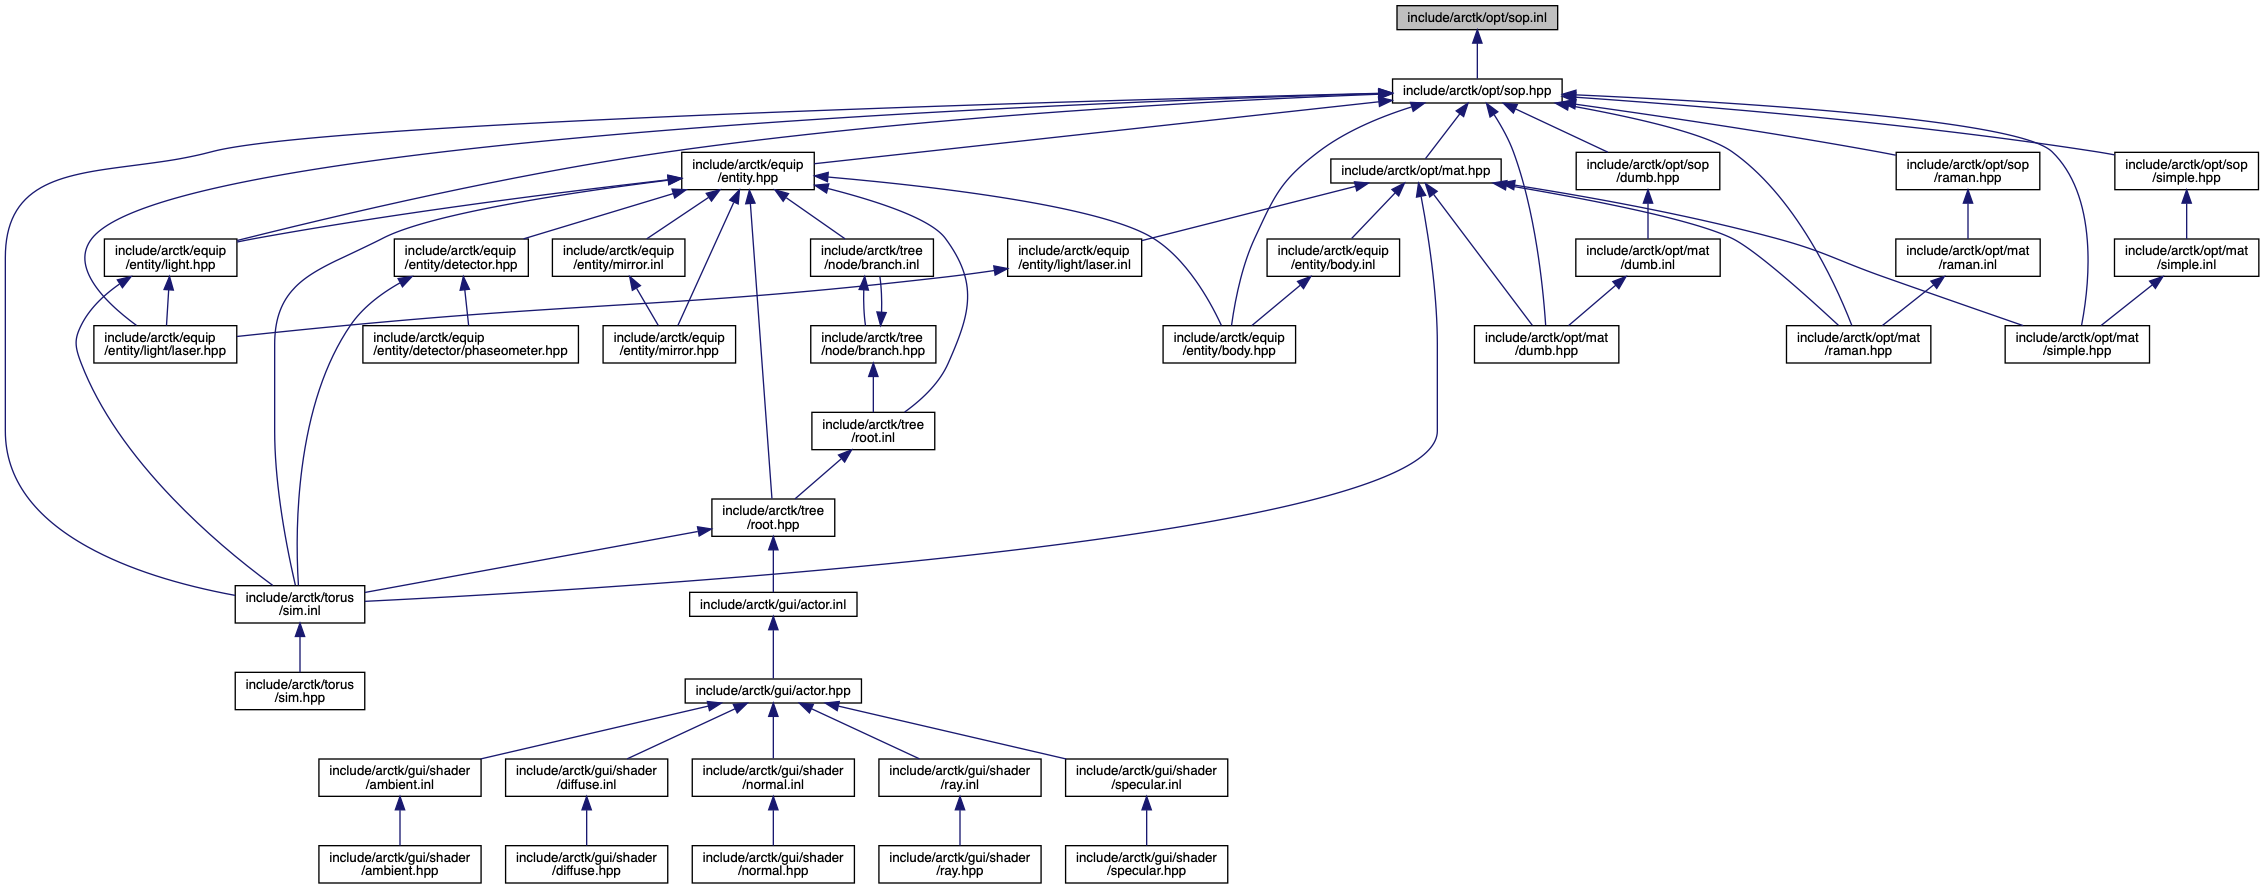 include/arctk/opt/sop.inl
include/arctk/opt/sop.hpp
include/arctk/equip
/entity.hpp
include/arctk/opt/mat.hpp
include/arctk/opt/sop
/dumb.hpp
include/arctk/opt/sop
/raman.hpp
include/arctk/opt/sop
/simple.hpp
include/arctk/equip
/entity/light.hpp
include/arctk/equip
/entity/detector.hpp
include/arctk/equip
/entity/mirror.inl
include/arctk/tree
/node/branch.inl
include/arctk/equip
/entity/light/laser.inl
include/arctk/equip
/entity/body.inl
include/arctk/opt/mat
/dumb.inl
include/arctk/opt/mat
/raman.inl
include/arctk/opt/mat
/simple.inl
include/arctk/equip
/entity/light/laser.hpp
include/arctk/equip
/entity/detector/phaseometer.hpp
include/arctk/equip
/entity/mirror.hpp
include/arctk/tree
/node/branch.hpp
include/arctk/equip
/entity/body.hpp
include/arctk/opt/mat
/dumb.hpp
include/arctk/opt/mat
/raman.hpp
include/arctk/opt/mat
/simple.hpp
include/arctk/tree
/root.inl
include/arctk/tree
/root.hpp
include/arctk/torus
/sim.inl
include/arctk/gui/actor.inl
include/arctk/torus
/sim.hpp
include/arctk/gui/actor.hpp
include/arctk/gui/shader
/ambient.inl
include/arctk/gui/shader
/diffuse.inl
include/arctk/gui/shader
/normal.inl
include/arctk/gui/shader
/ray.inl
include/arctk/gui/shader
/specular.inl
include/arctk/gui/shader
/ambient.hpp
include/arctk/gui/shader
/diffuse.hpp
include/arctk/gui/shader
/normal.hpp
include/arctk/gui/shader
/ray.hpp
include/arctk/gui/shader
/specular.hpp